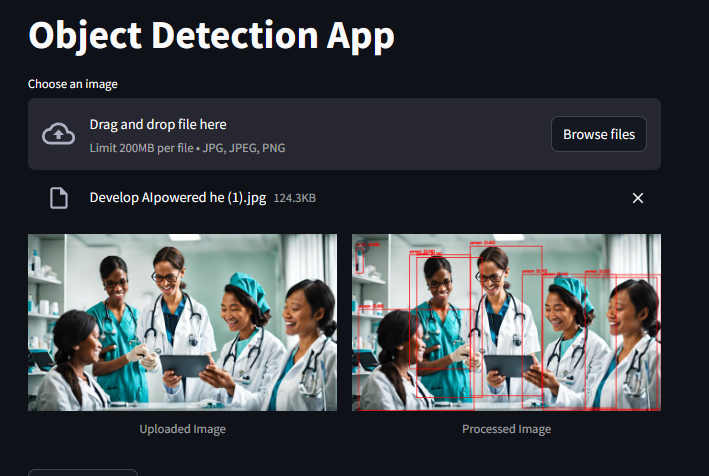 Object Detection App
Choose an image
Drag and drop file here
Limit 200MB per file • JPG, JPEG, PNG
Browse files
Develop AIpowered he (1).jpg 124.3KB
Uploaded Image
Processed Image